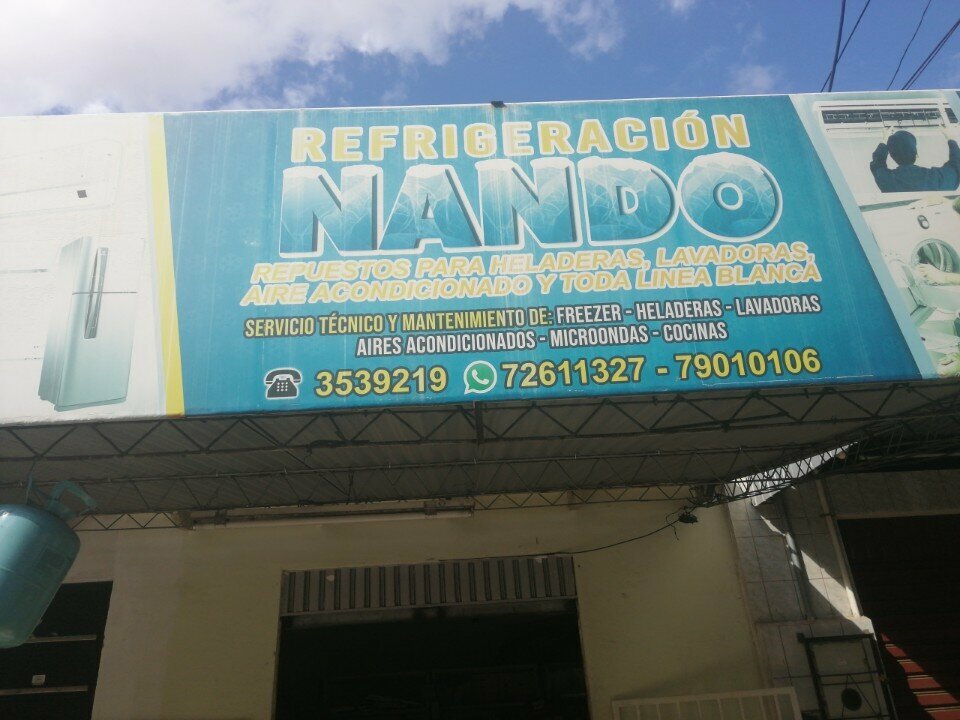 REFRIGERACIÓN
NANDO
REPUESTOS PARA HELADERAS, LAVADORAS,
AIRE ACONDICIONADO Y TODA LINEA BLANCA
SERVICIO TÉCNICO Y MANTENIMIENTO DE: FREEZER - HELADERAS - LAVADORAS
AIRES ACONDICIONADOS - MICROONDAS - COCINAS
3539219 72611327 - 79010106